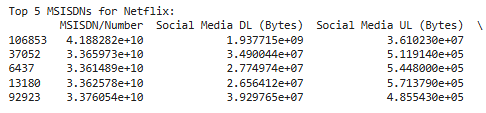 Top 5 MSISDNs for Netflix:
MSISDN/Number Social Media DL (Bytes) Social Media UL (Bytes) \
106853 4.188282e+10 1.937715e+09 3.610230e+07
37052 3.365973e+10 3.490044e+07 5.119140e+05
6437 3.361489e+10 2.774974e+07 5.448000e+05
13180 3.362578e+10 2.656412e+07 5.713790e+05
92923 3.376054e+10 3.929765e+07 4.855430e+05